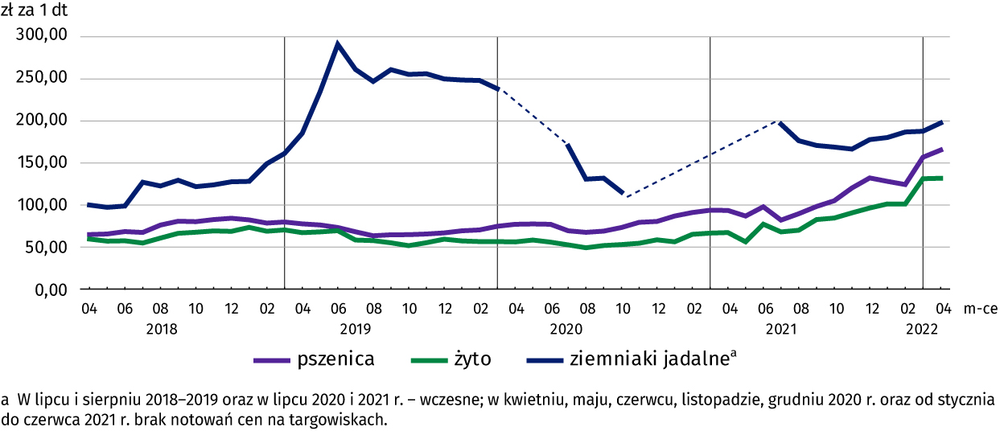 zł za 1 dt
300,00
250,00
200,00
150,00
100,00
50,00
0,00
04 06 08 10 12 02 04 06 08 10 12 02 04 06 08 10 12 02 04 06 08 10 12 02 04 m-ce
2018 2019 2020 2021 2022
pszenica żyto ziemniaki jadalneª
a W lipcu i sierpniu 2018–2019 oraz w lipcu 2020 i 2021 r. – wczesne; w kwietniu, maju, czerwcu, listopadzie, grudniu 2020 r. oraz od stycznia
do czerwca 2021 r. brak notowań cen na targowiskach.